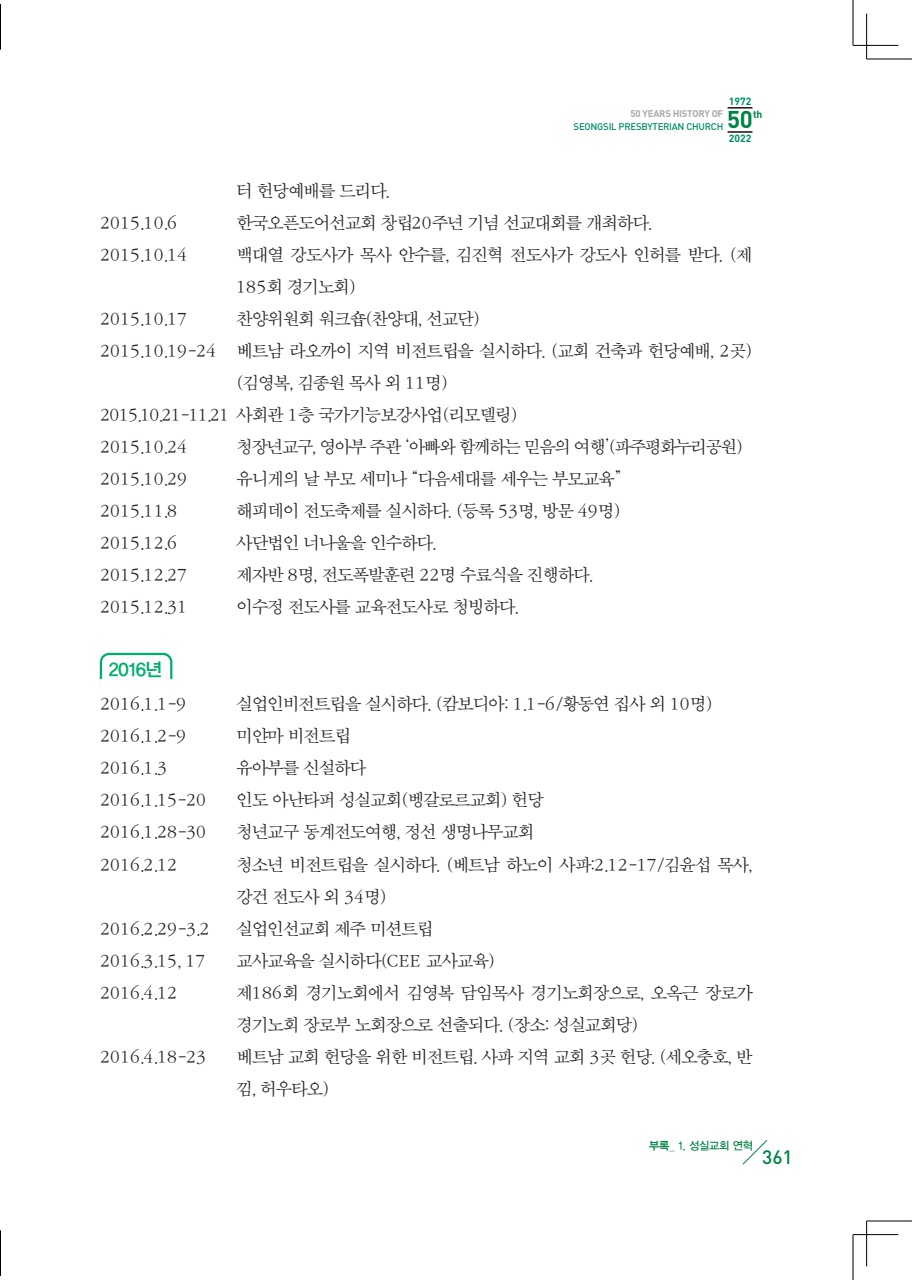 1972
50 YEARS HISTORY OF
SEONGSIL PRESBYTERIAN CHURCH
50th
2022
터 헌당예배를 드리다.
2015.10.6 한국오픈도어선교회 창립20주년 기념 선교대회를 개최하다.
2015.10.14 백대열 강도사가 목사 안수를, 김진혁 전도사가 강도사 인허를 받다. (제
185회 경기노회)
2015.10.17 찬양위원회 워크숍(찬양대, 선교단)
2015.10.19-24 베트남 라오까이 지역 비전트립을 실시하다. (교회 건축과 헌당예배, 2곳)
(김영복, 김종원 목사 외 11명)
2015.10.21-11.21 사회관 1층 국가기능보강사업(리모델링)
2015.10.24 청장년교구, 영아부 주관 ‘아빠와 함께하는 믿음의 여행’(파주평화누리공원)
2015.10.29 유니게의 날 부모 세미나 “다음세대를 세우는 부모교육”
2015.11.8 해피데이 전도축제를 실시하다. (등록 53명, 방문 49명)
2015.12.6 사단법인 너나울을 인수하다.
2015.12.27 제자반 8명, 전도폭발훈련 22명 수료식을 진행하다.
2015.12.31 이수정 전도사를 교육전도사로 청빙하다.
2016년
2016.1.1-9 실업인비전트립을 실시하다. (캄보디아: 1.1-6/황동연 집사 외 10명)
2016.1.2-9 미얀마 비전트립
2016.1.3 유아부를 신설하다
2016.1.15-20 인도 아난타퍼 성실교회(벵갈로르교회) 헌당
2016.1.28-30 청년교구 동계전도여행, 정선 생명나무교회
2016.2.12 청소년 비전트립을 실시하다. (베트남 하노이 사파:2.12-17/김윤섭 목사,
강건 전도사 외 34명)
2016.2.29-3.2 실업인선교회 제주 미션트립
2016.3.15, 17 교사교육을 실시하다(CEE 교사교육)
2016.4.12 제186회 경기노회에서 김영복 담임목사 경기노회장으로, 오옥근 장로가
경기노회 장로부 노회장으로 선출되다. (장소: 성실교회당)
2016.4.18-23 베트남 교회 헌당을 위한 비전트립. 사파 지역 교회 3곳 헌당. (세오충호, 반
낌, 허우타오)
부록_ 1. 성실교회 연혁
361